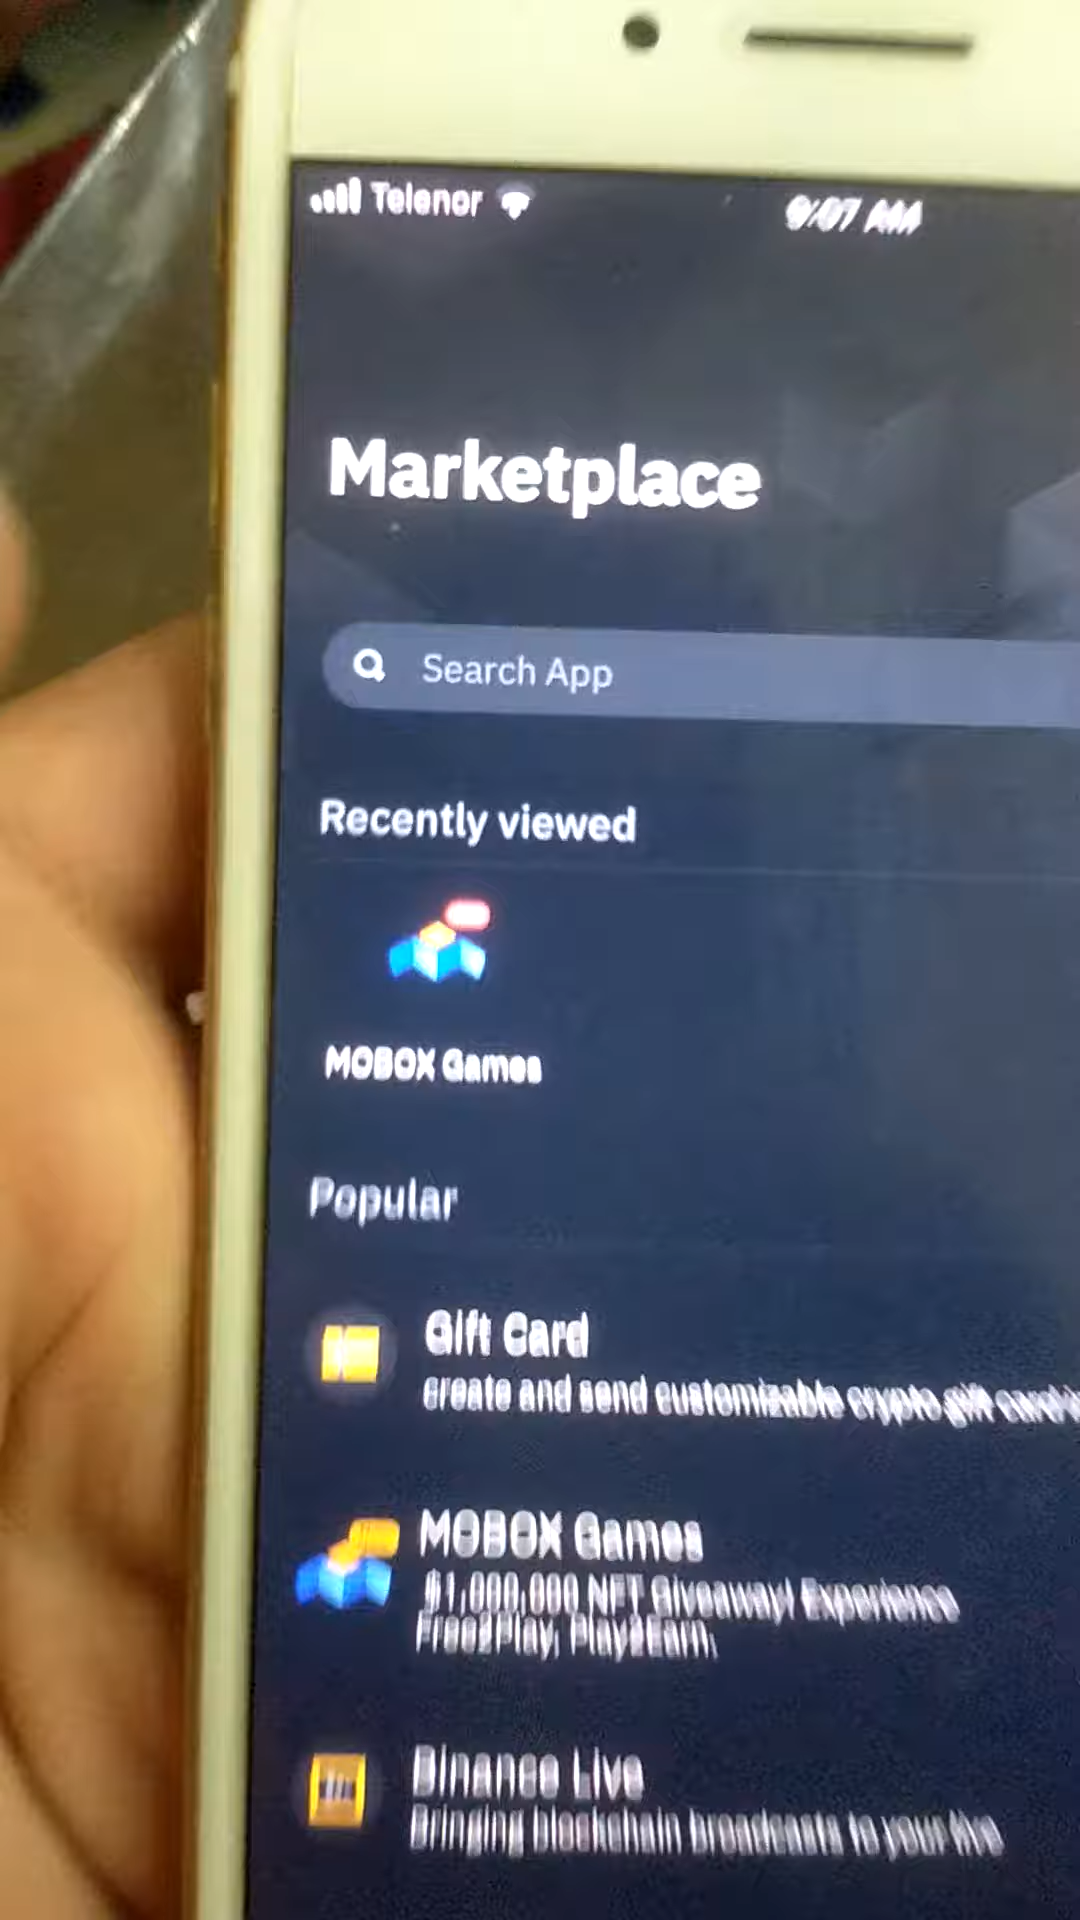 Telenor
9:07 AM
Marketplace
Search App
Recently viewed
MOBOX Games
Popular
Gift Card
create and send customizable crypto gift card
MOBOX Games
$1,000,000 NFT Giveaway! Experience
Free2Play, Play2Earn,
Binance Live
Bringing blockchain broadcasts to your